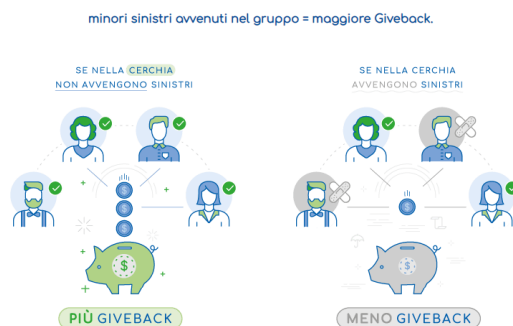 minori sinistri avvenuti nel gruppo = maggiore Giveback.
SE NELLA CERCHIA
NON AVVENGONO SINISTRI
SE NELLA CERCHIA
AVVENGONO SINISTRI
$
$
$
$
$
$
PIÙ GIVEBACK
MENO GIVEBACK